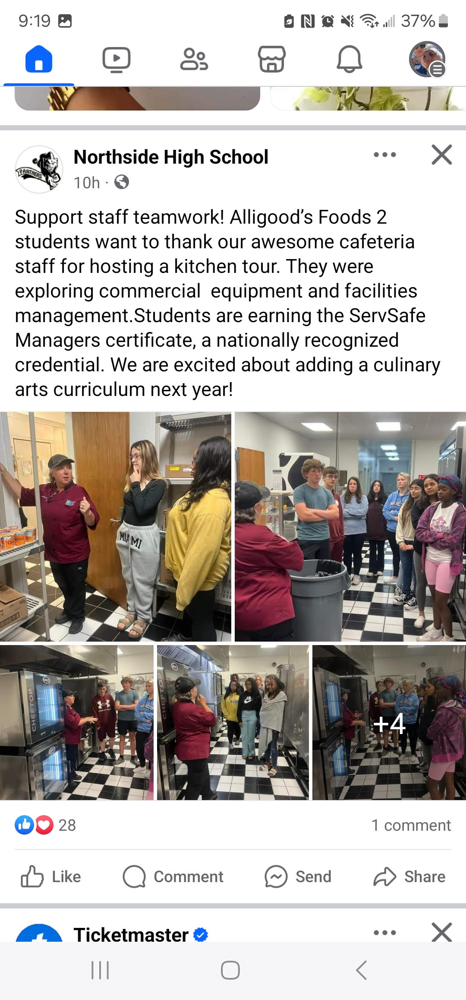 9:19
37%
PANTHERS
Northside High School
10h ·
Support staff teamwork! Alligood’s Foods 2
students want to thank our awesome cafeteria
staff for hosting a kitchen tour. They were
exploring commercial  equipment and facilities
management.Students are earning the ServSafe
Managers certificate, a nationally recognized
credential. We are excited about adding a culinary
arts curriculum next year!
MIAMI
CHEFTOP
CHEFTOP
+4
28
1 comment
Like
Comment
Send
Share
Ticketmaster